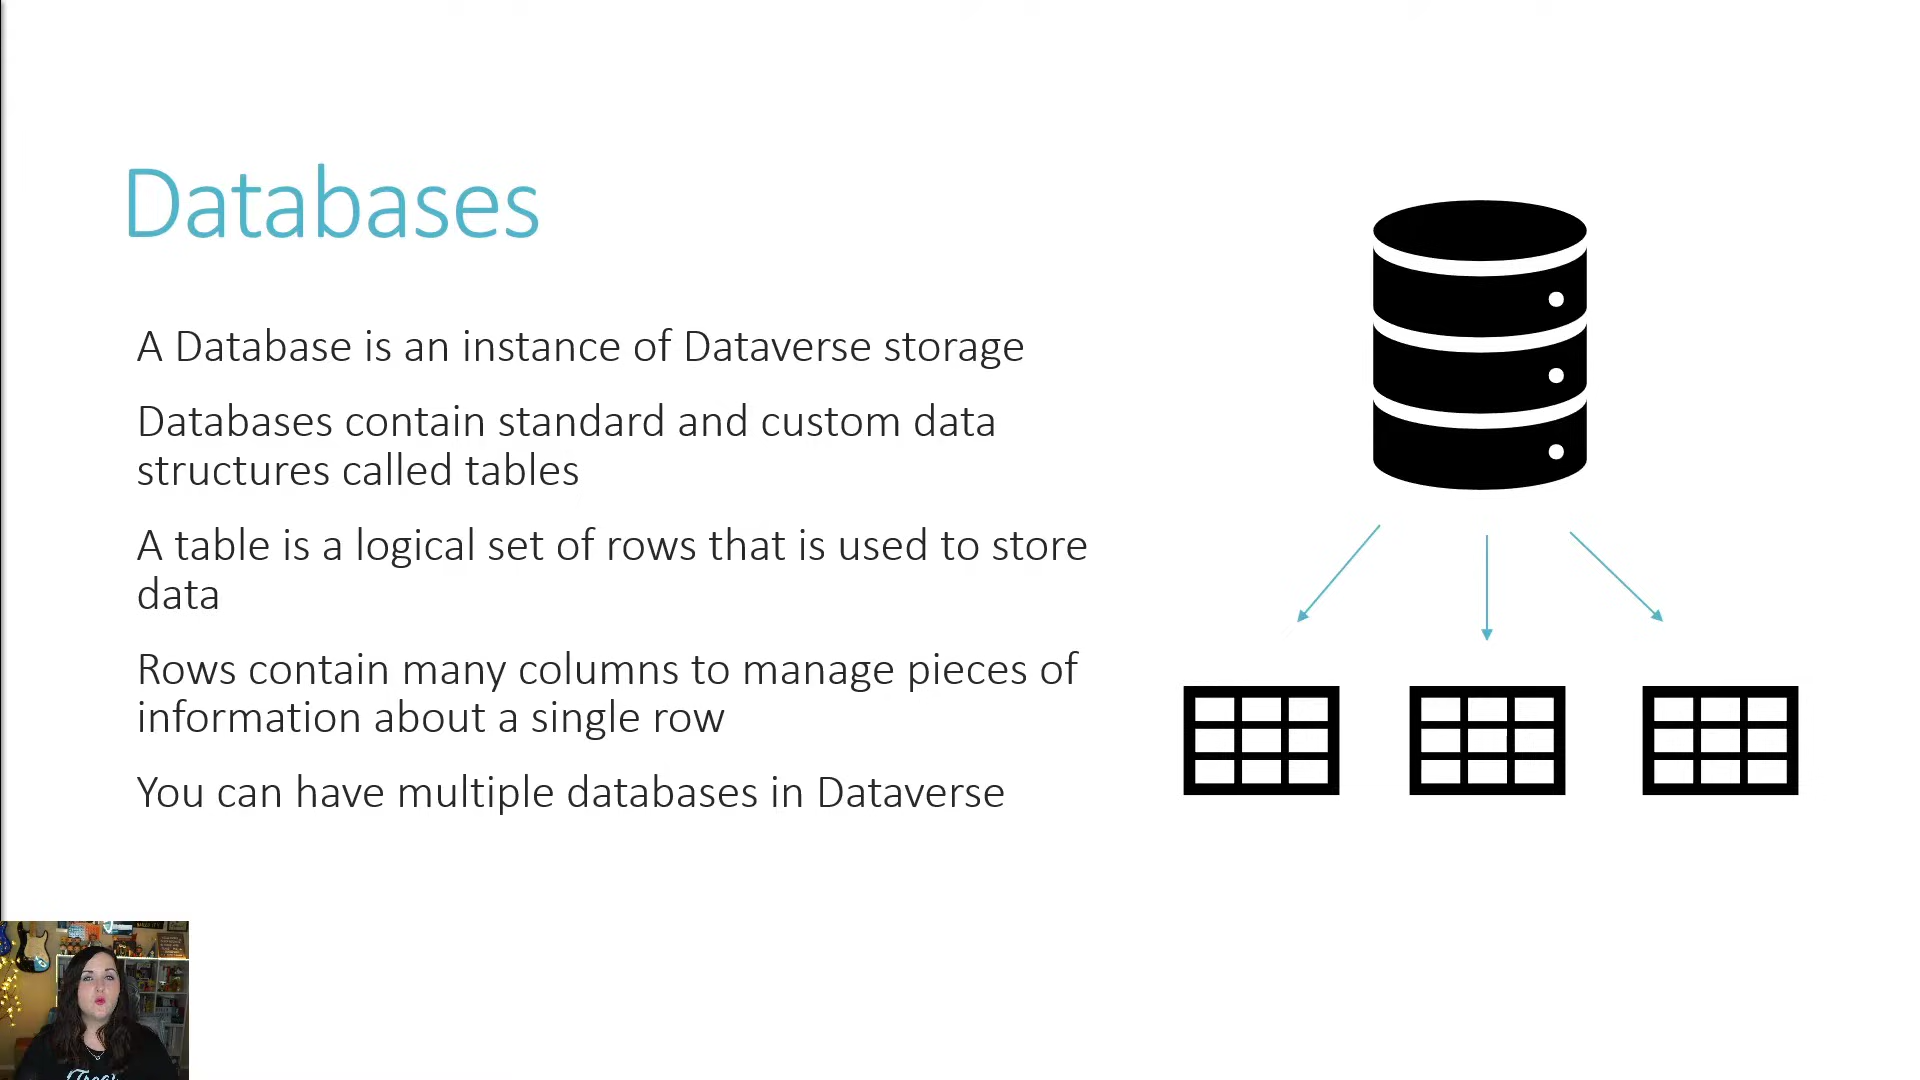 Databases
A Database is an instance of Dataverse storage
Databases contain standard and custom data
structures called tables
A table is a logical set of rows that is used to store
data
Rows contain many columns to manage pieces of
information about a single row
You can have multiple databases in Dataverse